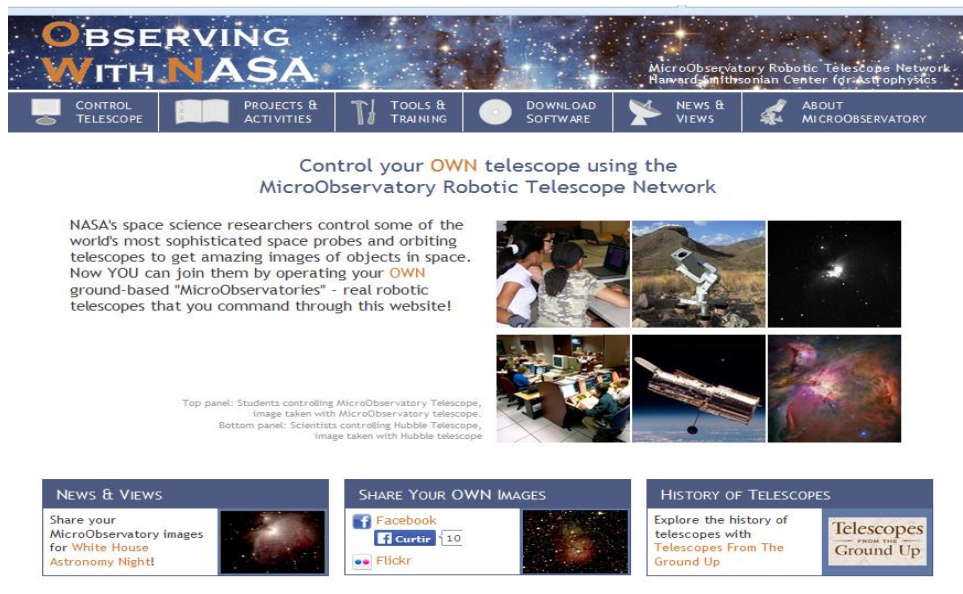 OBSERVING
WITH NASA
MicroObservatory Robotic Telescope Network
Harvard-Smithsonian Center for Astrophysics
CONTROL
TELESCOPE
PROJECTS &
ACTIVITIES
TOOLS &
TRAINING
DOWNLOAD
SOFTWARE
NEWS &
VIEWS
ABOUT
MICROOBSERVATORY
Control your OWN telescope using the
MicroObservatory Robotic Telescope Network
NASA's space science researchers control some of the
world's most sophisticated space probes and orbiting
telescopes to get amazing images of objects in space.
Now YOU can join them by operating your OWN
ground-based "MicroObservatories" - real robotic
telescopes that you command through this website!
Top panel: Students controlling MicroObservatory Telescope,
image taken with MicroObservatory telescope.
Bottom panel: Scientists controlling Hubble Telescope,
image taken with Hubble telescope
NEWS & VIEWS
Share your
MicroObservatory images
for White House
Astronomy Night!
SHARE YOUR OWN IMAGES
Facebook
Curtir 10
Flickr
HISTORY OF TELESCOPES
Explore the history of
telescopes with
Telescopes From The
Ground Up
Telescopes
FROM THE
Ground Up